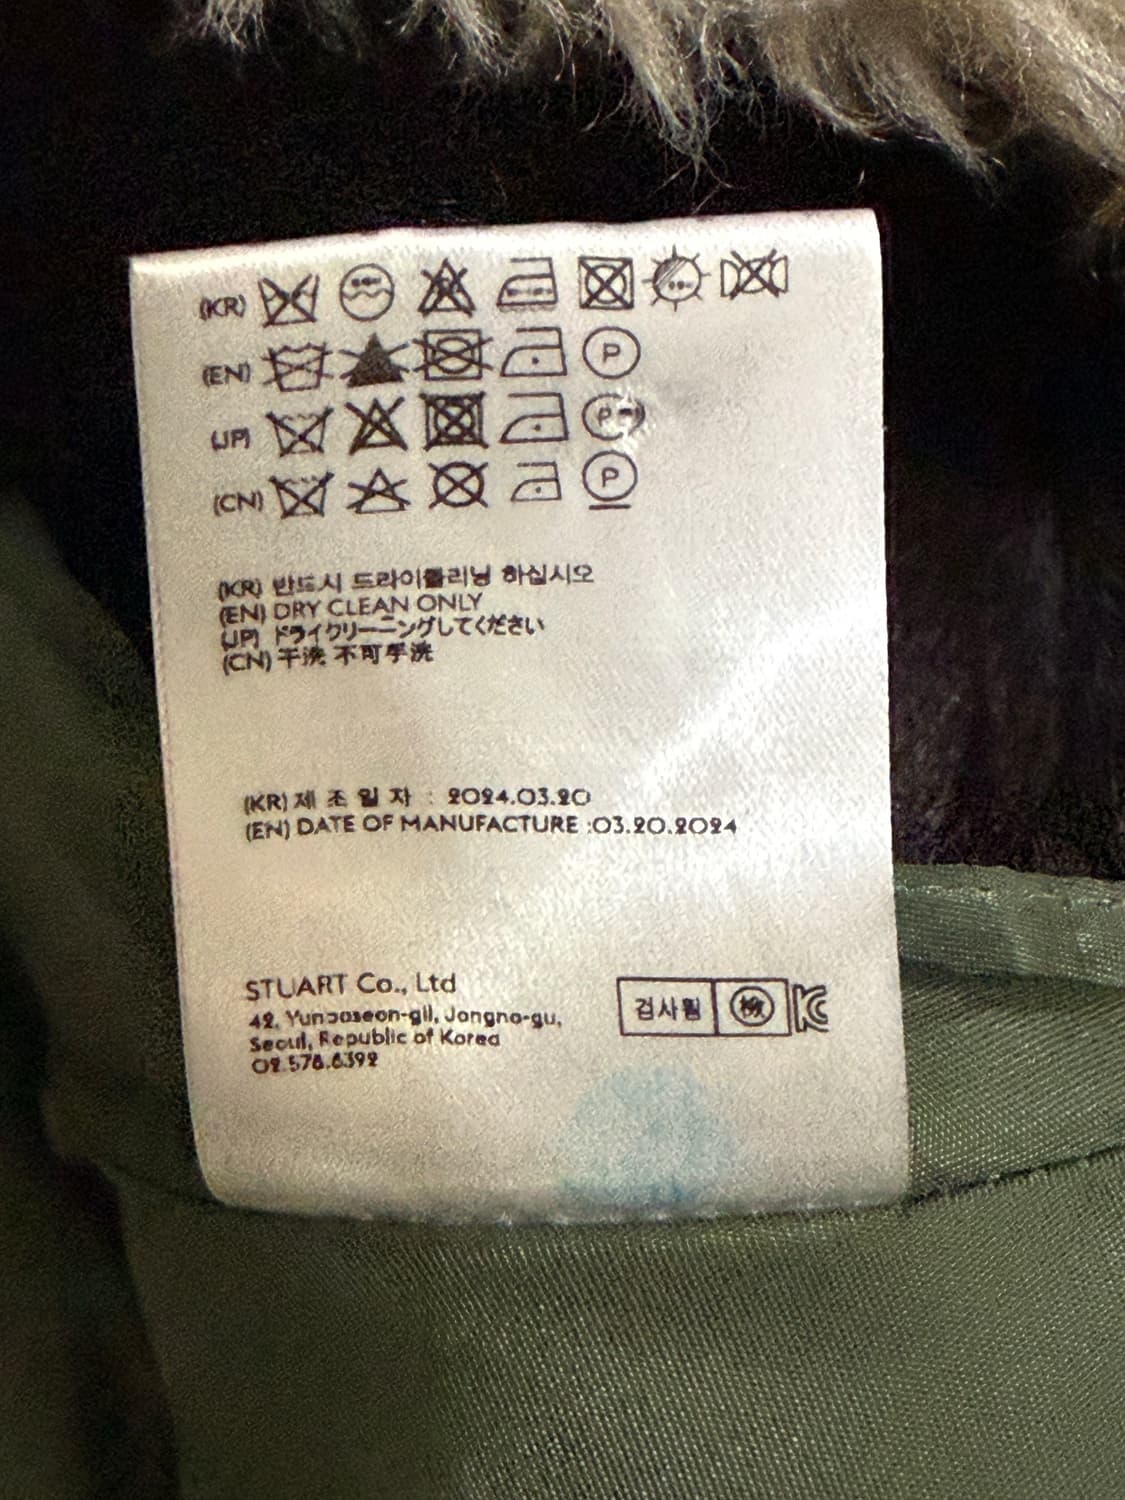 (KR)
(EN) P
(JP) P
(CN) P
(KR) 반드시 드라이클리닝 하십시오
(EN) DRY CLEAN ONLY
(JP) ドライクリーニングしてください
(CN) 干洗 不可手洗
(KR) 제 조 일 자 : 2024.03.20
(EN) DATE OF MANUFACTURE :03.20.2024
STUART Co., Ltd
42, Yunboseon-gil, Jongno-gu,
Seoul, Republic of Korea
검사필 檢 KC